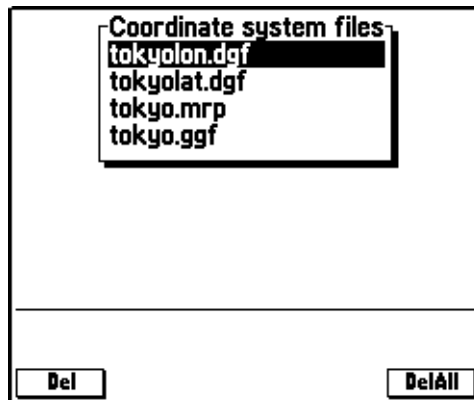 Coordinate system files
tokyolon.dgf
tokyolat.dgf
tokyo.mrp
tokyo.ggf
Del
DelAll